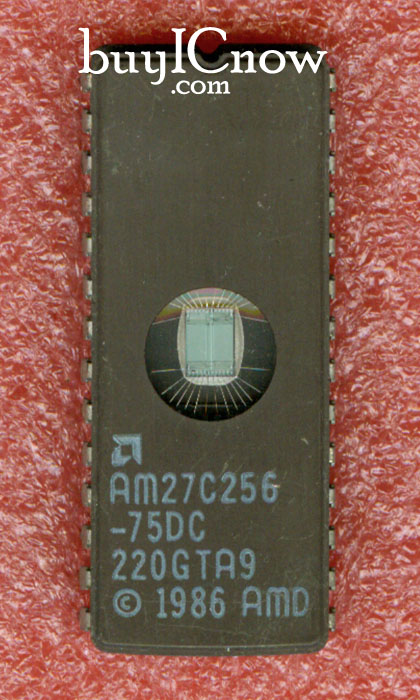 buyICnow
.com
AM27C256
-75DC
220GTA9
© 1986 AMD